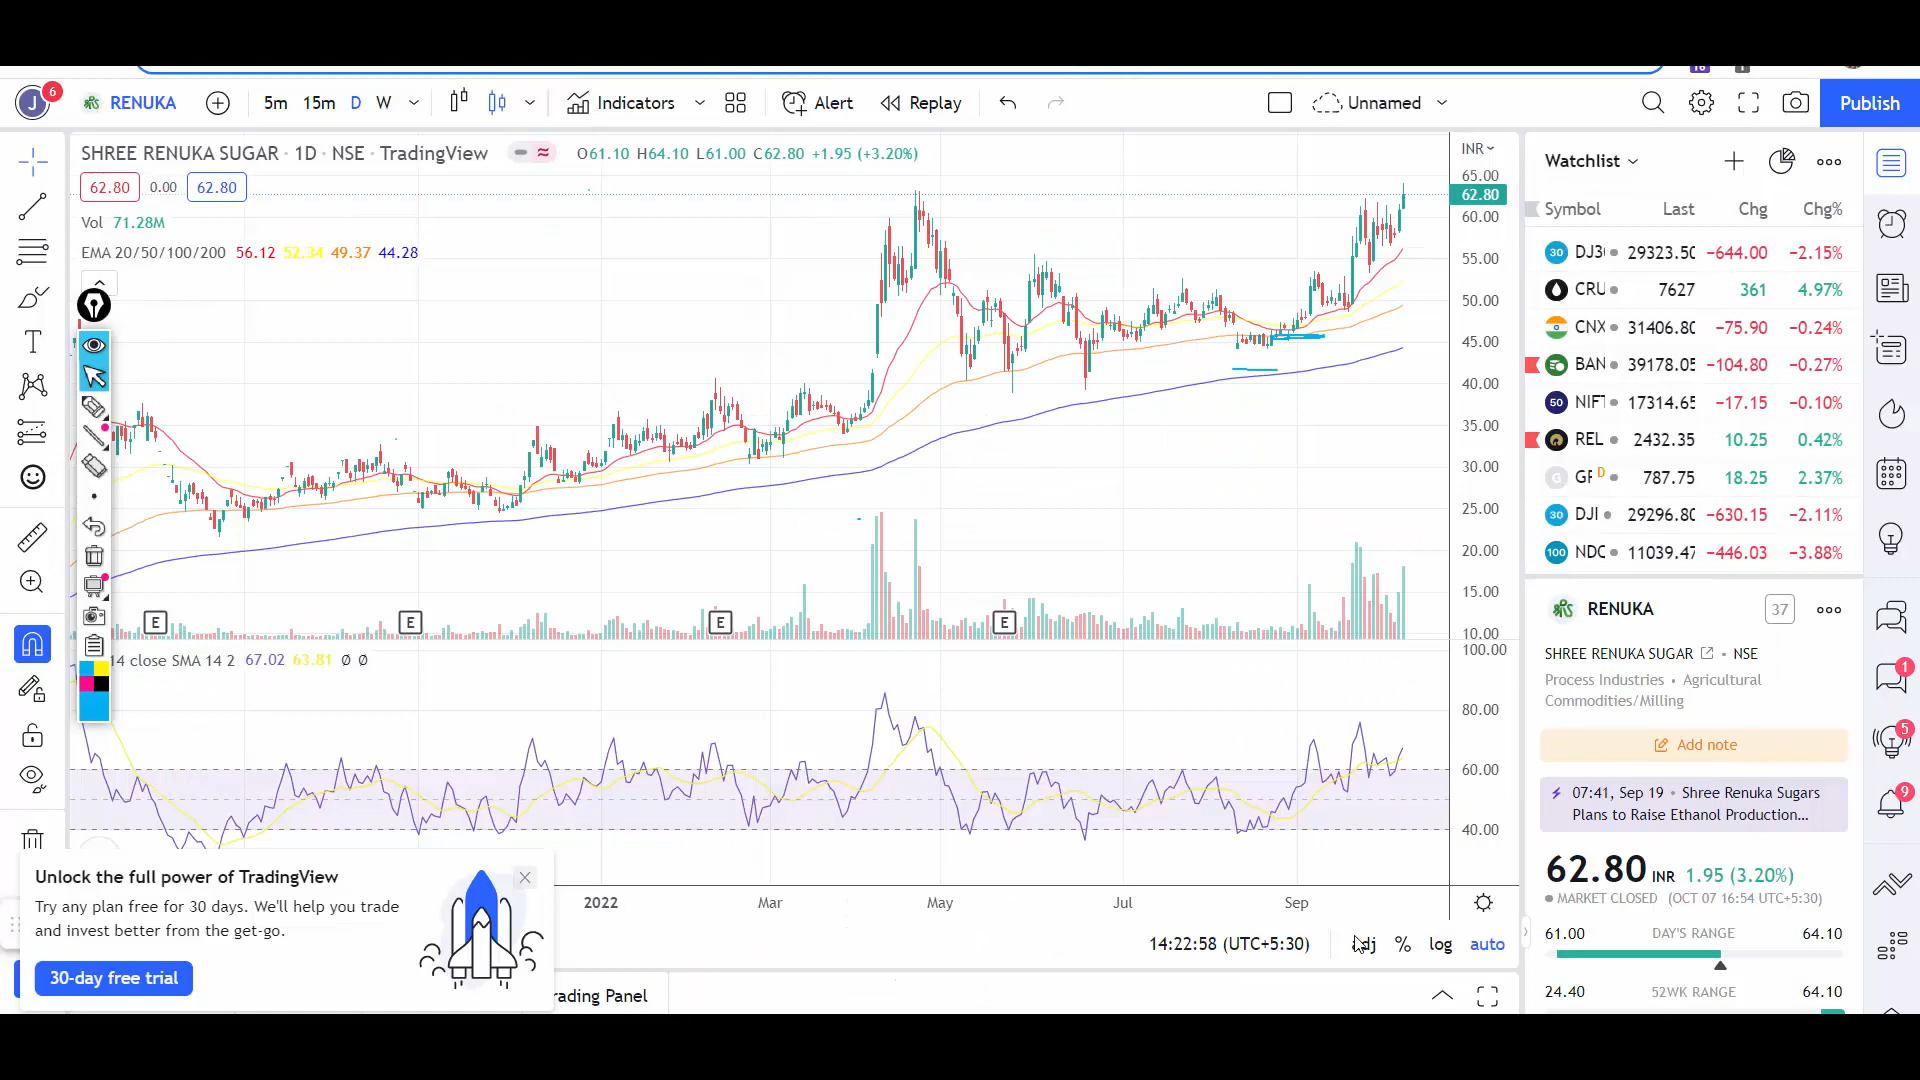 J 6 RENUKA 5m 15m D W Indicators Alert Replay Unnamed Publish
SHREE RENUKA SUGAR · 1D · NSE · TradingView O61.10 H64.10 L61.00 C62.80 +1.95 (+3.20%)
62.80 0.00 62.80
Vol 71.28M
EMA 20/50/100/200 56.12 52.34 49.37 44.28
INR
65.00
62.80
60.00
55.00
50.00
45.00
40.00
35.00
30.00
25.00
20.00
15.00
10.00
E E E E
14 close SMA 14 2 67.02 63.81 Ø Ø
100.00
80.00
60.00
40.00
2022 Mar May Jul Sep
14:22:58 (UTC+5:30) % log auto
rading Panel
Unlock the full power of TradingView
Try any plan free for 30 days. We'll help you trade
and invest better from the get-go.
30-day free trial
Watchlist
Symbol Last Chg Chg%
30 DJ3 29323.50 −644.00 −2.15%
CRU 7627 361 4.97%
CNX 31406.80 −75.90 −0.24%
BAN 39178.05 −104.80 −0.27%
50 NIFT 17314.65 −17.15 −0.10%
REL 2432.35 10.25 0.42%
G GF D 787.75 18.25 2.37%
30 DJI 29296.80 −630.15 −2.11%
100 NDC 11039.47 −446.03 −3.88%
RENUKA 37
SHREE RENUKA SUGAR • NSE
Process Industries • Agricultural
Commodities/Milling
Add note
07:41, Sep 19 • Shree Renuka Sugars
Plans to Raise Ethanol Production...
62.80 INR 1.95 (3.20%)
MARKET CLOSED (OCT 07 16:54 UTC+5:30)
61.00 DAY'S RANGE 64.10
24.40 52WK RANGE 64.10
1
5
9